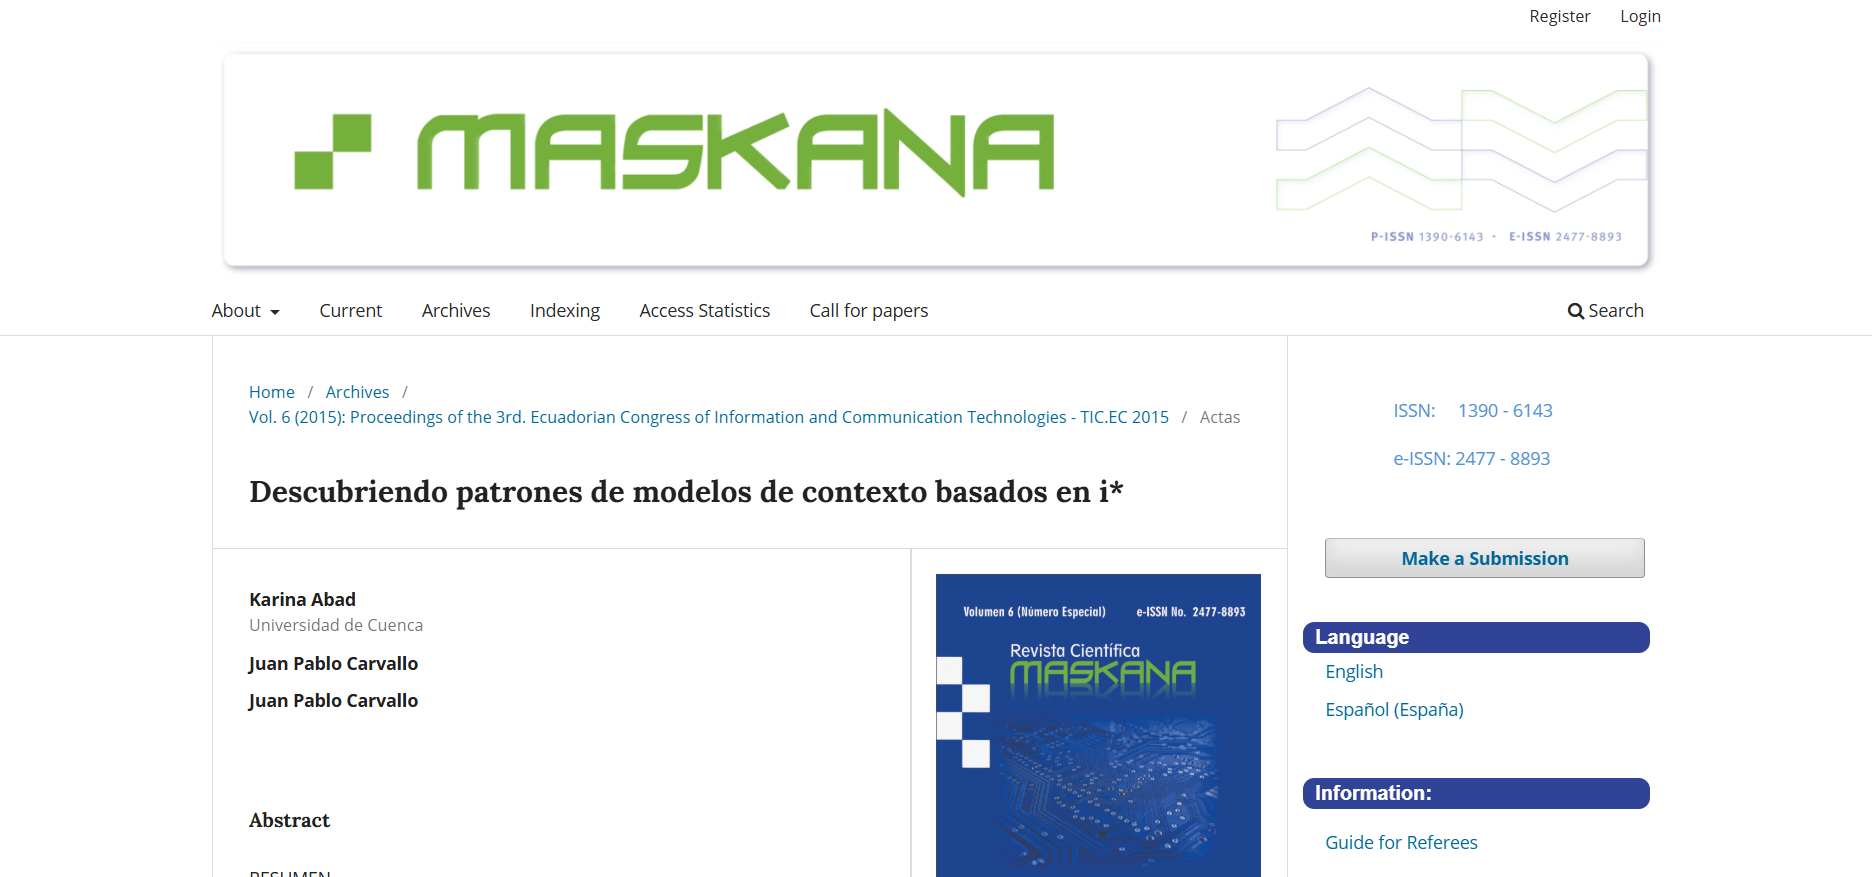 Register Login
MASKANA
P-ISSN 1390-6143 - E-ISSN 2477-8893
About Current Archives Indexing Access Statistics Call for papers Search
Home / Archives /
Vol. 6 (2015): Proceedings of the 3rd. Ecuadorian Congress of Information and Communication Technologies - TIC.EC 2015 / Actas
Descubriendo patrones de modelos de contexto basados en i*
Karina Abad
Universidad de Cuenca
Juan Pablo Carvallo
Juan Pablo Carvallo
Abstract
RESUMEN
Volumen 6 (Número Especial) e-ISSN No. 2477-8893
Revista Científica
MASKANA
ISSN: 1390 - 6143
e-ISSN: 2477 - 8893
Make a Submission
Language
English
Español (España)
Information:
Guide for Referees